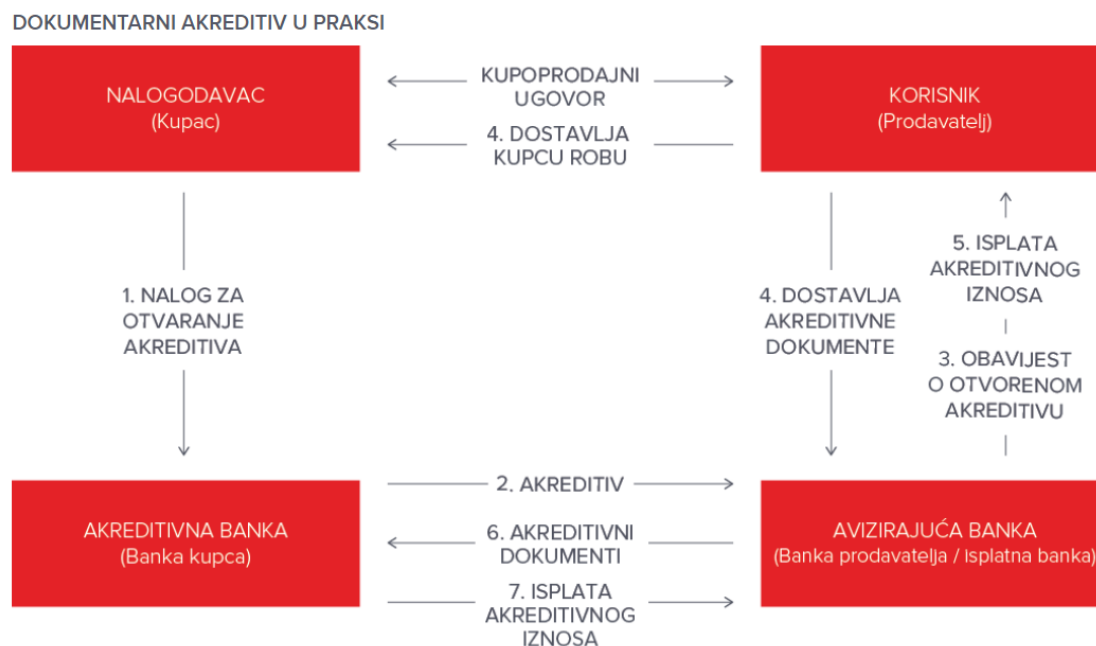 DOKUMENTARNI AKREDITIV U PRAKSI
NALOGODAVAC
(Kupac)
KUPOPRODAJNI
UGOVOR
4. DOSTAVLJA
KUPCU ROBU
KORISNIK
(Prodavatelj)
1. NALOG ZA
OTVARANJE
AKREDITIVA
4. DOSTAVLJA
AKREDITIVNE
DOKUMENTE
5. ISPLATA
AKREDITIVNOG
IZNOSA
3. OBAVIJEST
O OTVORENOM
AKREDITIVU
AKREDITIVNA BANKA
(Banka kupca)
2. AKREDITIV
6. AKREDITIVNI
DOKUMENTI
7. ISPLATA
AKREDITIVNOG
IZNOSA
AVIZIRAJUĆA BANKA
(Banka prodavatelja / Isplatna banka)